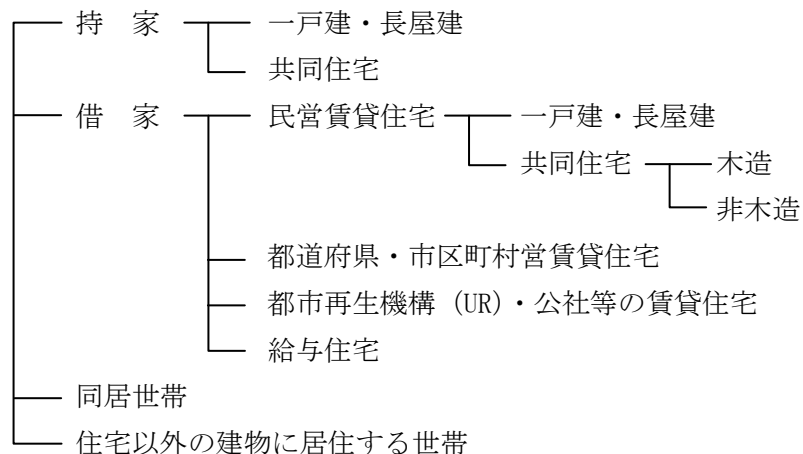 持　家　一戸建・長屋建
共同住宅
借　家　民営賃貸住宅　一戸建・長屋建
共同住宅　木造
非木造
都道府県・市区町村営賃貸住宅
都市再生機構 (UR)・公社等の賃貸住宅
給与住宅
同居世帯
住宅以外の建物に居住する世帯